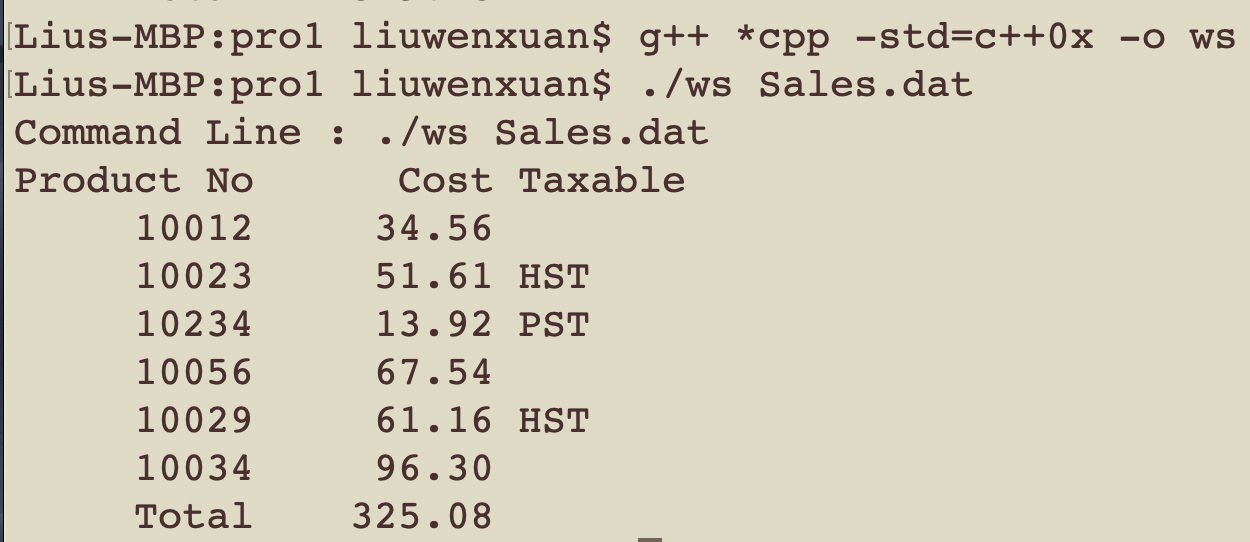 Lius-MBP:pro1 liuwenxuan$ g++ *cpp -std=c++0x -o ws
Lius-MBP:pro1 liuwenxuan$ ./ws Sales.dat
Command Line : ./ws Sales.dat
Product No      Cost Taxable
     10012     34.56
     10023     51.61 HST
     10234     13.92 PST
     10056     67.54
     10029     61.16 HST
     10034     96.30
     Total    325.08